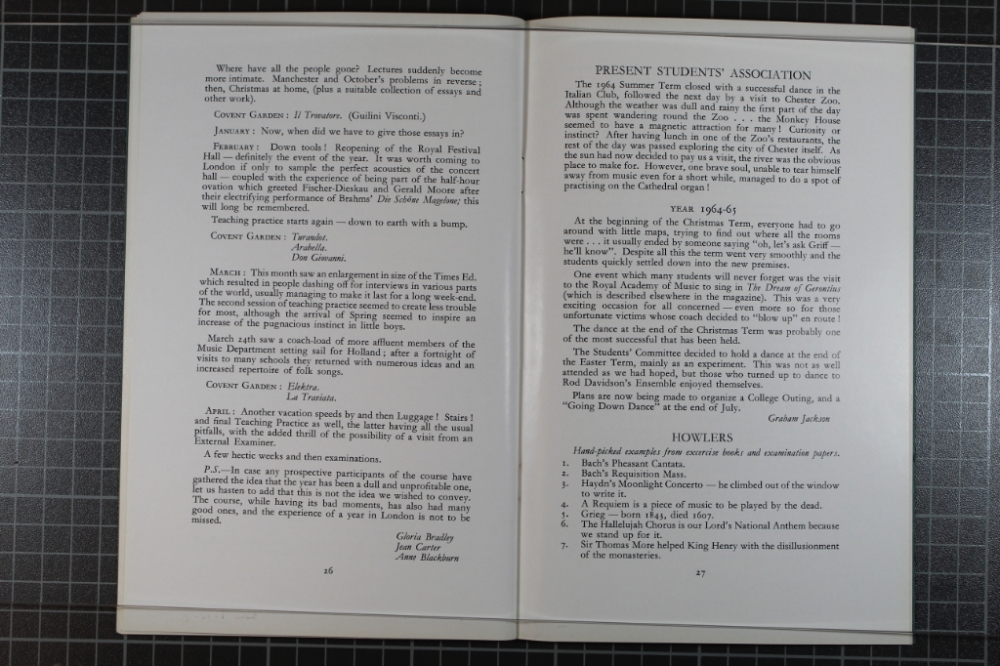 Where have all the people gone? Lectures suddenly become
more intimate. Manchester and October's problems in reverse;
then, Christmas at home, (plus a suitable collection of essays and
other work).
COVENT GARDEN: Il Trovatore. (Guilini Visconti.)
JANUARY: Now, when did we have to give those essays in?
FEBRUARY: Down tools! Reopening of the Royal Festival
Hall — definitely the event of the year. It was worth coming to
London if only to sample the perfect acoustics of the concert
hall — coupled with the experience of being part of the half-hour
ovation which greeted Fischer-Dieskau and Gerald Moore after
their electrifying performance of Brahms' Die Schöne Magelone; this
will long be remembered.
Teaching practice starts again — down to earth with a bump.
COVENT GARDEN: Turandot.
Arabella.
Don Giovanni.
MARCH: This month saw an enlargement in size of the Times Ed.
which resulted in people dashing off for interviews in various parts
of the world, usually managing to make it last for a long week-end.
The second session of teaching practice seemed to create less trouble
for most, although the arrival of Spring seemed to inspire an
increase of the pugnacious instinct in little boys.
March 24th saw a coach-load of more affluent members of the
Music Department setting sail for Holland; after a fortnight of
visits to many schools they returned with numerous ideas and an
increased repertoire of folk songs.
COVENT GARDEN: Elektra.
La Traviata.
APRIL: Another vacation speeds by and then Luggage! Stairs!
and final Teaching Practice as well, the latter having all the usual
pitfalls, with the added thrill of the possibility of a visit from an
External Examiner.
A few hectic weeks and then examinations.
P.S.—In case any prospective participants of the course have
gathered the idea that the year has been a dull and unprofitable one,
let us hasten to add that this is not the idea we wished to convey.
The course, while having its bad moments, has also had many
good ones, and the experience of a year in London is not to be
missed.
Gloria Bradley
Jean Carter
Anne Blackburn
26
PRESENT STUDENTS' ASSOCIATION
The 1964 Summer Term closed with a successful dance in the
Italian Club, followed the next day by a visit to Chester Zoo.
Although the weather was dull and rainy the first part of the day
was spent wandering round the Zoo . . . the Monkey House
seemed to have a magnetic attraction for many! Curiosity or
instinct? After having lunch in one of the Zoo's restaurants, the
rest of the day was passed exploring the city of Chester itself. As
the sun had now decided to pay us a visit, the river was the obvious
place to make for. However, one brave soul, unable to tear himself
away from music even for a short while, managed to do a spot of
practising on the Cathedral organ!
YEAR 1964-65
At the beginning of the Christmas Term, everyone had to go
around with little maps, trying to find out where all the rooms
were . . . it usually ended by someone saying "oh, let's ask Griff —
he'll know". Despite all this the term went very smoothly and the
students quickly settled down into the new premises.
One event which many students will never forget was the visit
to the Royal Academy of Music to sing in The Dream of Gerontius
(which is described elsewhere in the magazine). This was a very
exciting occasion for all concerned — even more so for those
unfortunate victims whose coach decided to "blow up" en route!
The dance at the end of the Christmas Term was probably one
of the most successful that has been held.
The Students' Committee decided to hold a dance at the end of
the Easter Term, mainly as an experiment. This was not as well
attended as we had hoped, but those who turned up to dance to
Rod Davidson's Ensemble enjoyed themselves.
Plans are now being made to organize a College Outing, and a
"Going Down Dance" at the end of July.
Graham Jackson
HOWLERS
Hand-picked examples from excercise books and examination papers.
1. Bach's Pheasant Cantata.
2. Bach's Requisition Mass.
3. Haydn's Moonlight Concerto — he climbed out of the window
to write it.
4. A Requiem is a piece of music to be played by the dead.
5. Grieg — born 1843, died 1607.
6. The Hallelujah Chorus is our Lord's National Anthem because
we stand up for it.
7. Sir Thomas More helped King Henry with the disillusionment
of the monasteries.
27